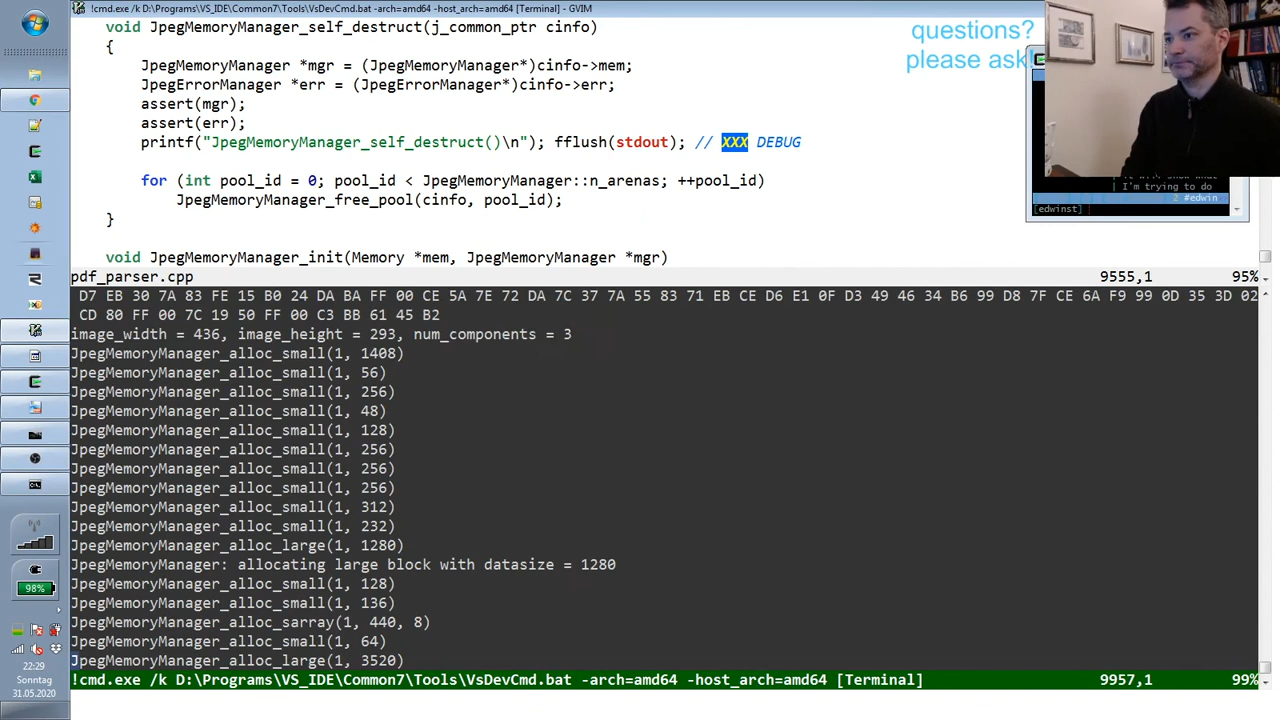 !cmd.exe /k D:\Programs\VS_IDE\Common7\Tools\VsDevCmd.bat -arch=amd64 -host_arch=amd64 [Terminal] - GVIM
void JpegMemoryManager_self_destruct(j_common_ptr cinfo)
{
JpegMemoryManager *mgr = (JpegMemoryManager*)cinfo->mem;
JpegErrorManager *err = (JpegErrorManager*)cinfo->err;
assert(mgr);
assert(err);
printf("JpegMemoryManager_self_destruct()\n"); fflush(stdout); // XXX DEBUG
for (int pool_id = 0; pool_id < JpegMemoryManager::n_arenas; ++pool_id)
JpegMemoryManager_free_pool(cinfo, pool_id);
}
void JpegMemoryManager_init(Memory *mem, JpegMemoryManager *mgr)
pdf_parser.cpp 9555,1 95%
D7 EB 30 7A 83 FE 15 B0 24 DA BA FF 00 CE 5A 7E 72 DA 7C 37 7A 55 83 71 EB CE D6 E1 0F D3 49 46 34 B6 99 D8 7F CE 6A F9 99 0D 35 3D 02
CD 80 FF 00 7C 19 50 FF 00 C3 BB 61 45 B2
image_width = 436, image_height = 293, num_components = 3
JpegMemoryManager_alloc_small(1, 1408)
JpegMemoryManager_alloc_small(1, 56)
JpegMemoryManager_alloc_small(1, 256)
JpegMemoryManager_alloc_small(1, 48)
JpegMemoryManager_alloc_small(1, 128)
JpegMemoryManager_alloc_small(1, 256)
JpegMemoryManager_alloc_small(1, 256)
JpegMemoryManager_alloc_small(1, 256)
JpegMemoryManager_alloc_small(1, 312)
JpegMemoryManager_alloc_small(1, 232)
JpegMemoryManager_alloc_large(1, 1280)
JpegMemoryManager: allocating large block with datasize = 1280
JpegMemoryManager_alloc_small(1, 128)
JpegMemoryManager_alloc_small(1, 136)
JpegMemoryManager_alloc_sarray(1, 440, 8)
JpegMemoryManager_alloc_small(1, 64)
JpegMemoryManager_alloc_large(1, 3520)
!cmd.exe /k D:\Programs\VS_IDE\Common7\Tools\VsDevCmd.bat -arch=amd64 -host_arch=amd64 [Terminal] 9957,1 99%
questions?
please ask!
I'm trying to do
2 #edwin
[edwinst]
98%
22:29
Sonntag
31.05.2020